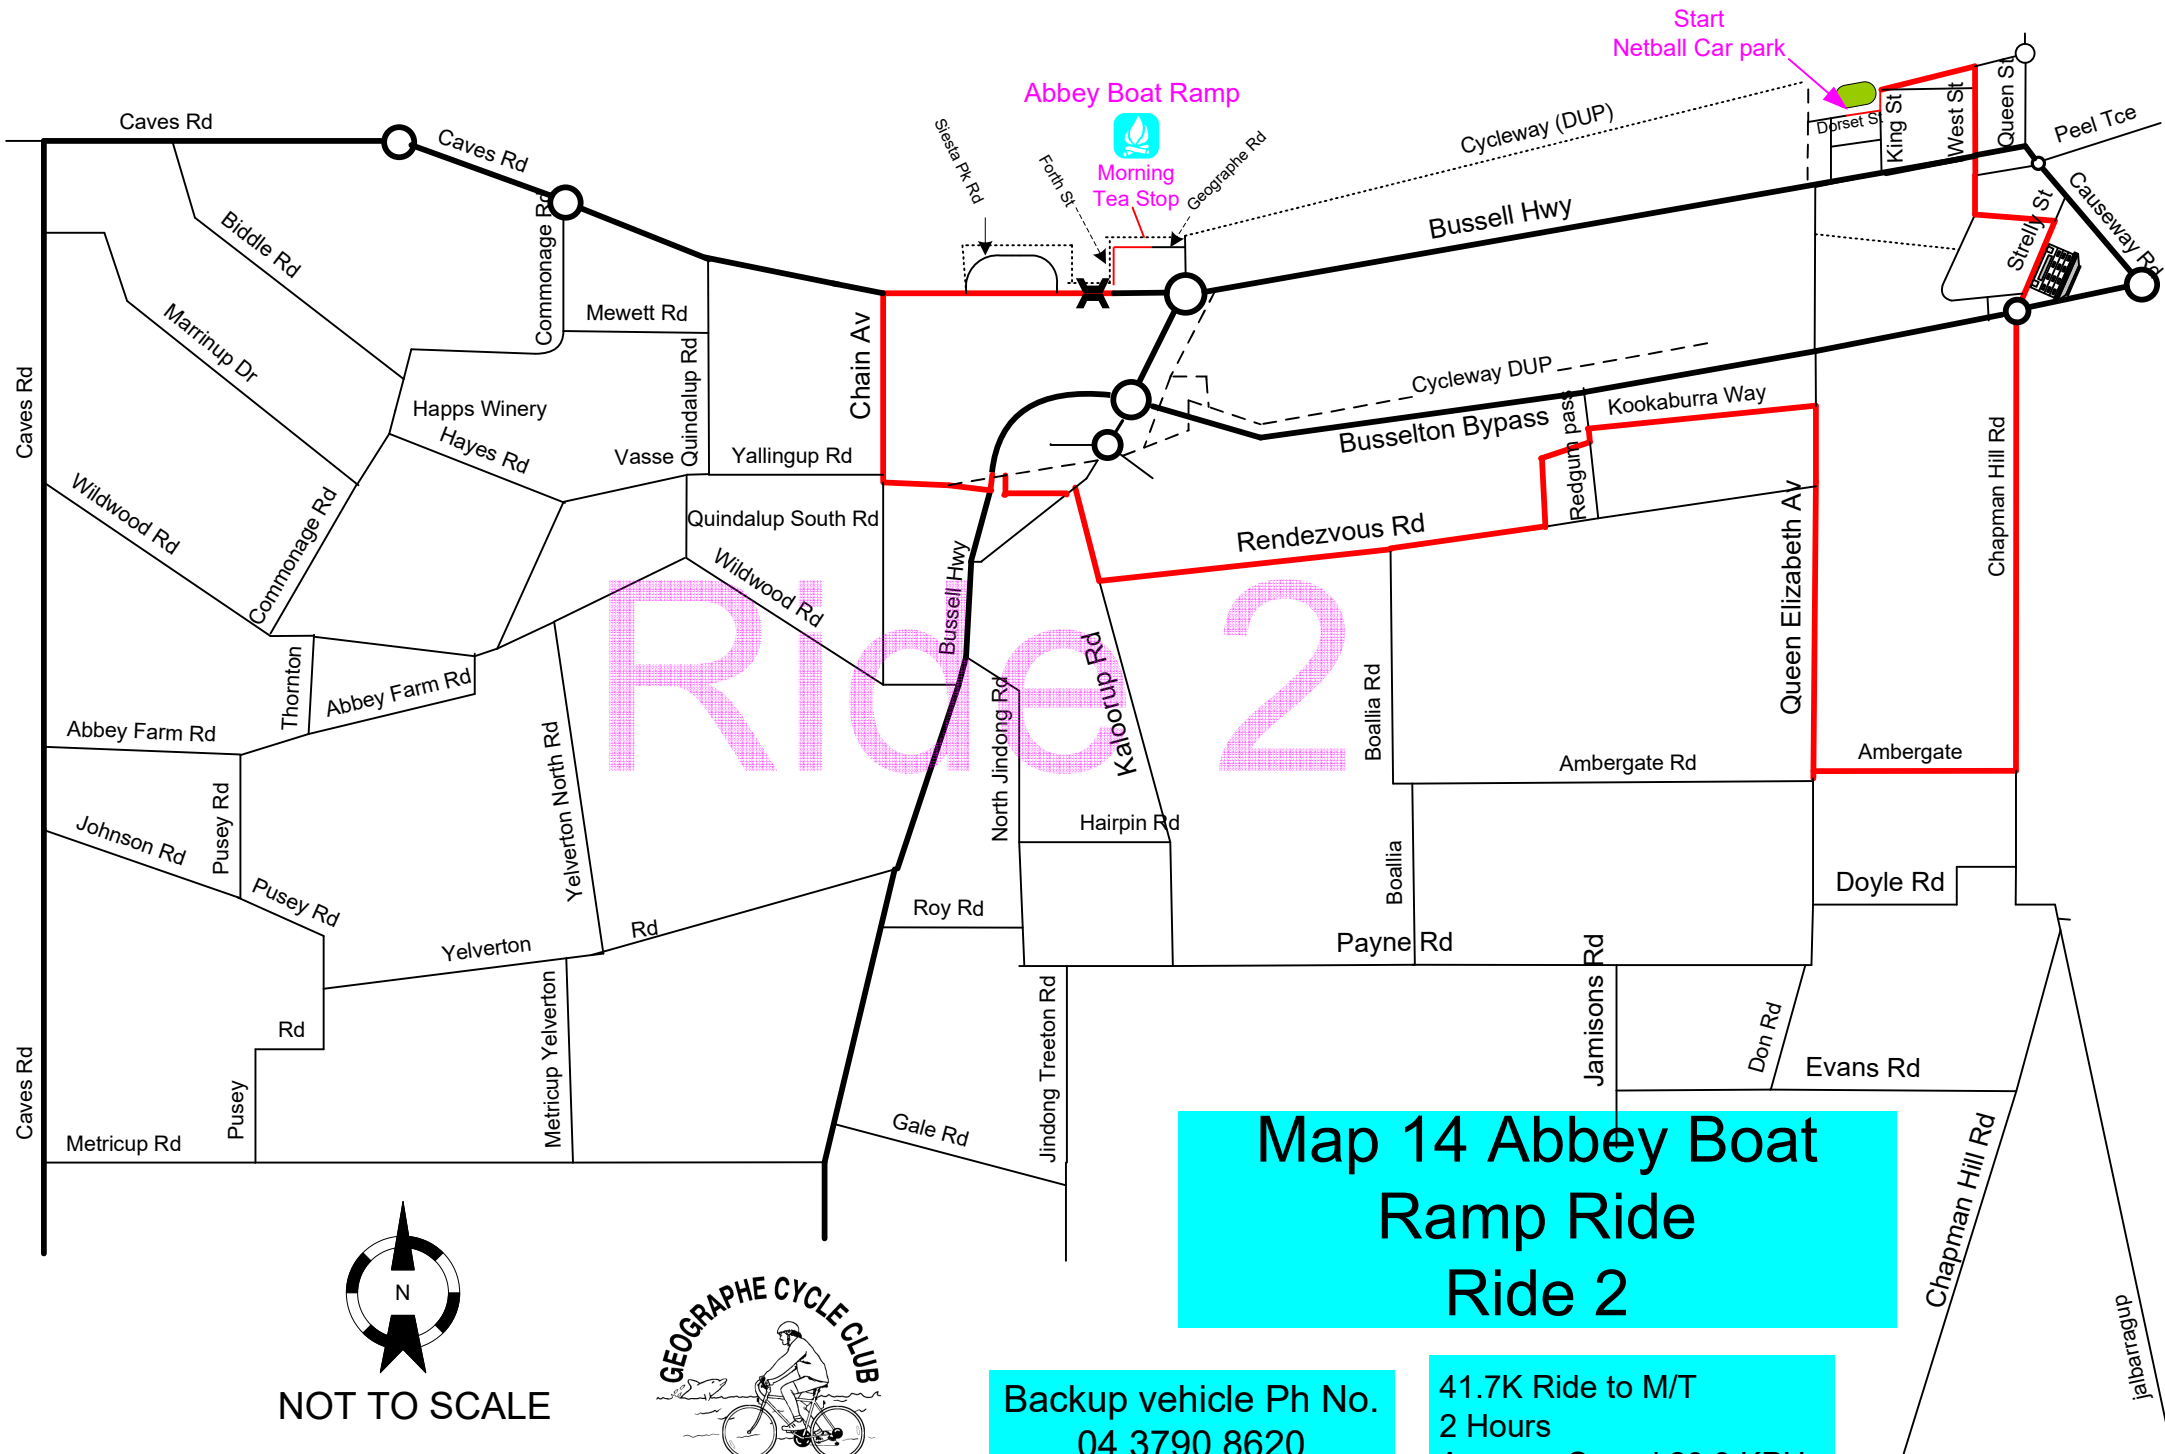 Start
Netball Car park
Abbey Boat Ramp
Morning
Tea Stop
Siesta Pk Rd
Forth St
Geographe Rd
Cycleway (DUP)
Dorset St
King St
West St
Queen St
Peel Tce
Causeway Rd
Strelly St
Caves Rd
Caves Rd
Bussell Hwy
Biddle Rd
Commonage Rd
Mewett Rd
Marrinup Dr
Caves Rd
Happs Winery
Hayes Rd
Vasse
Quindalup Rd
Yallingup Rd
Chain Av
Cycleway DUP
Busselton Bypass
Redgum pass
Kookaburra Way
Chapman Hill Rd
Wildwood Rd
Commonage Rd
Quindalup South Rd
Wildwood Rd
Bussell Hwy
Rendezvous Rd
Queen Elizabeth Av
Ride 2
Thornton
Abbey Farm Rd
Abbey Farm Rd
Yelverton North Rd
North Jindong Rd
Kaloorup Rd
Boallia Rd
Ambergate Rd
Ambergate
Pusey Rd
Johnson Rd
Pusey Rd
Hairpin Rd
Boallia
Doyle Rd
Roy Rd
Yelverton
Rd
Payne Rd
Jamisons Rd
Metricup Yelverton
Jindong Treeton Rd
Don Rd
Evans Rd
Rd
Pusey
Caves Rd
Metricup Rd
Gale Rd
Chapman Hill Rd
jalbarragup
Map 14 Abbey Boat
Ramp Ride
Ride 2
N
NOT TO SCALE
GEOGRAPHE CYCLE CLUB
Backup vehicle Ph No.
04 3790 8620
41.7K Ride to M/T
2 Hours